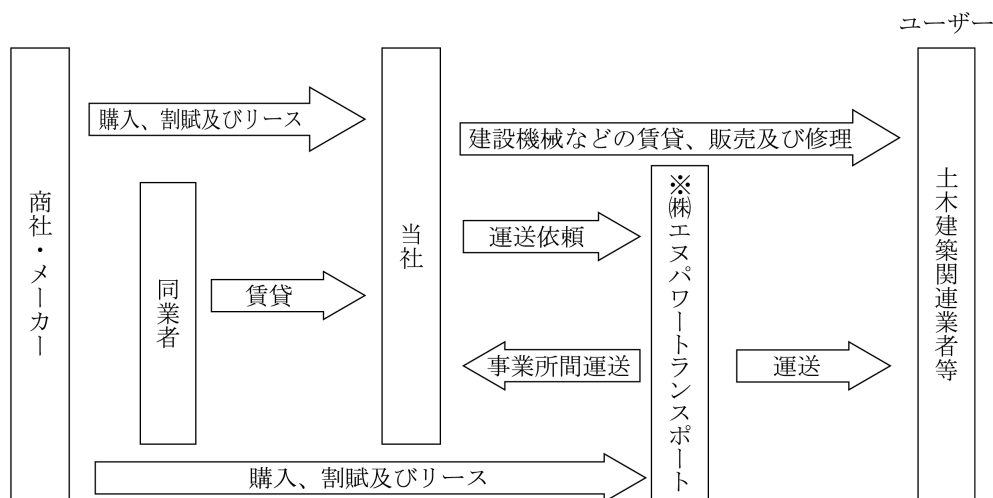 ユーザー
購入、割賦及びリース
建設機械などの賃貸、販売及び修理
商社・メーカー
同業者
賃貸
当社
運送依頼
事業所間運送
※㈱エヌパワートランスポート
運送
土木建築関連業者等
購入、割賦及びリース